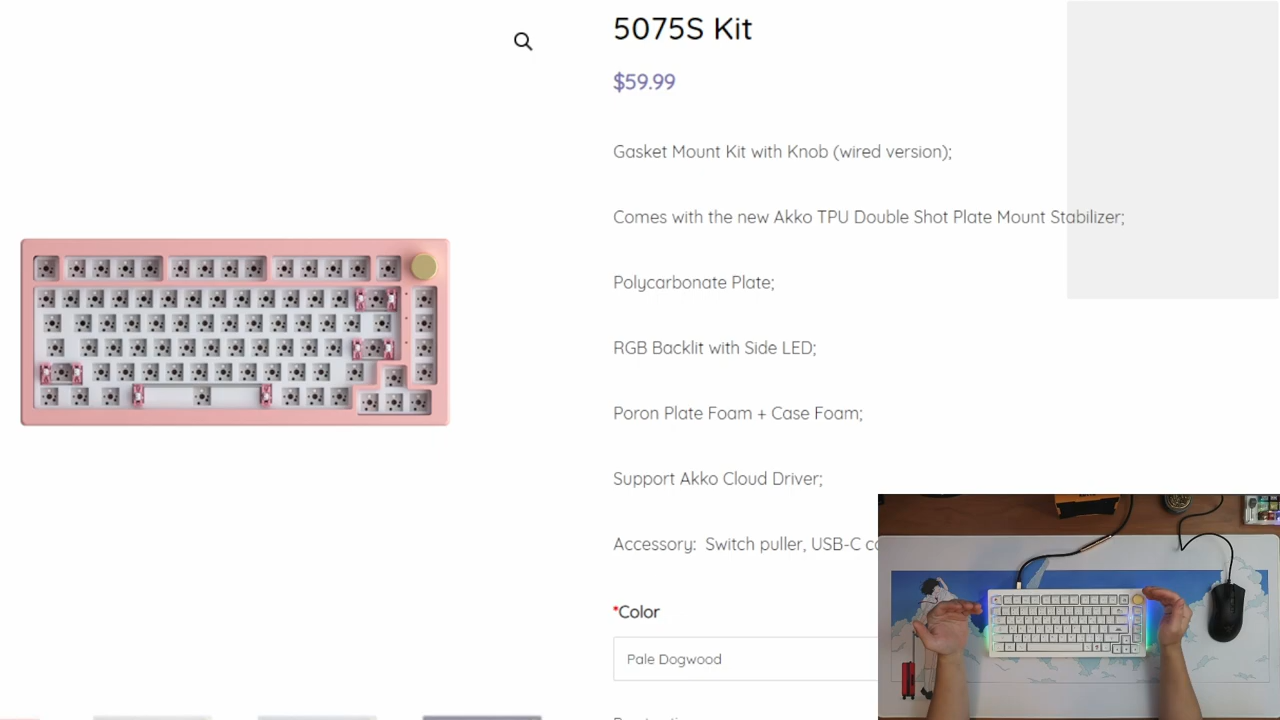 5075S Kit
$59.99
Gasket Mount Kit with Knob (wired version);
Comes with the new Akko TPU Double Shot Plate Mount Stabilizer;
Polycarbonate Plate;
RGB Backlit with Side LED;
Poron Plate Foam + Case Foam;
Support Akko Cloud Driver;
Accessory: Switch puller, USB-C
*Color
Pale Dogwood